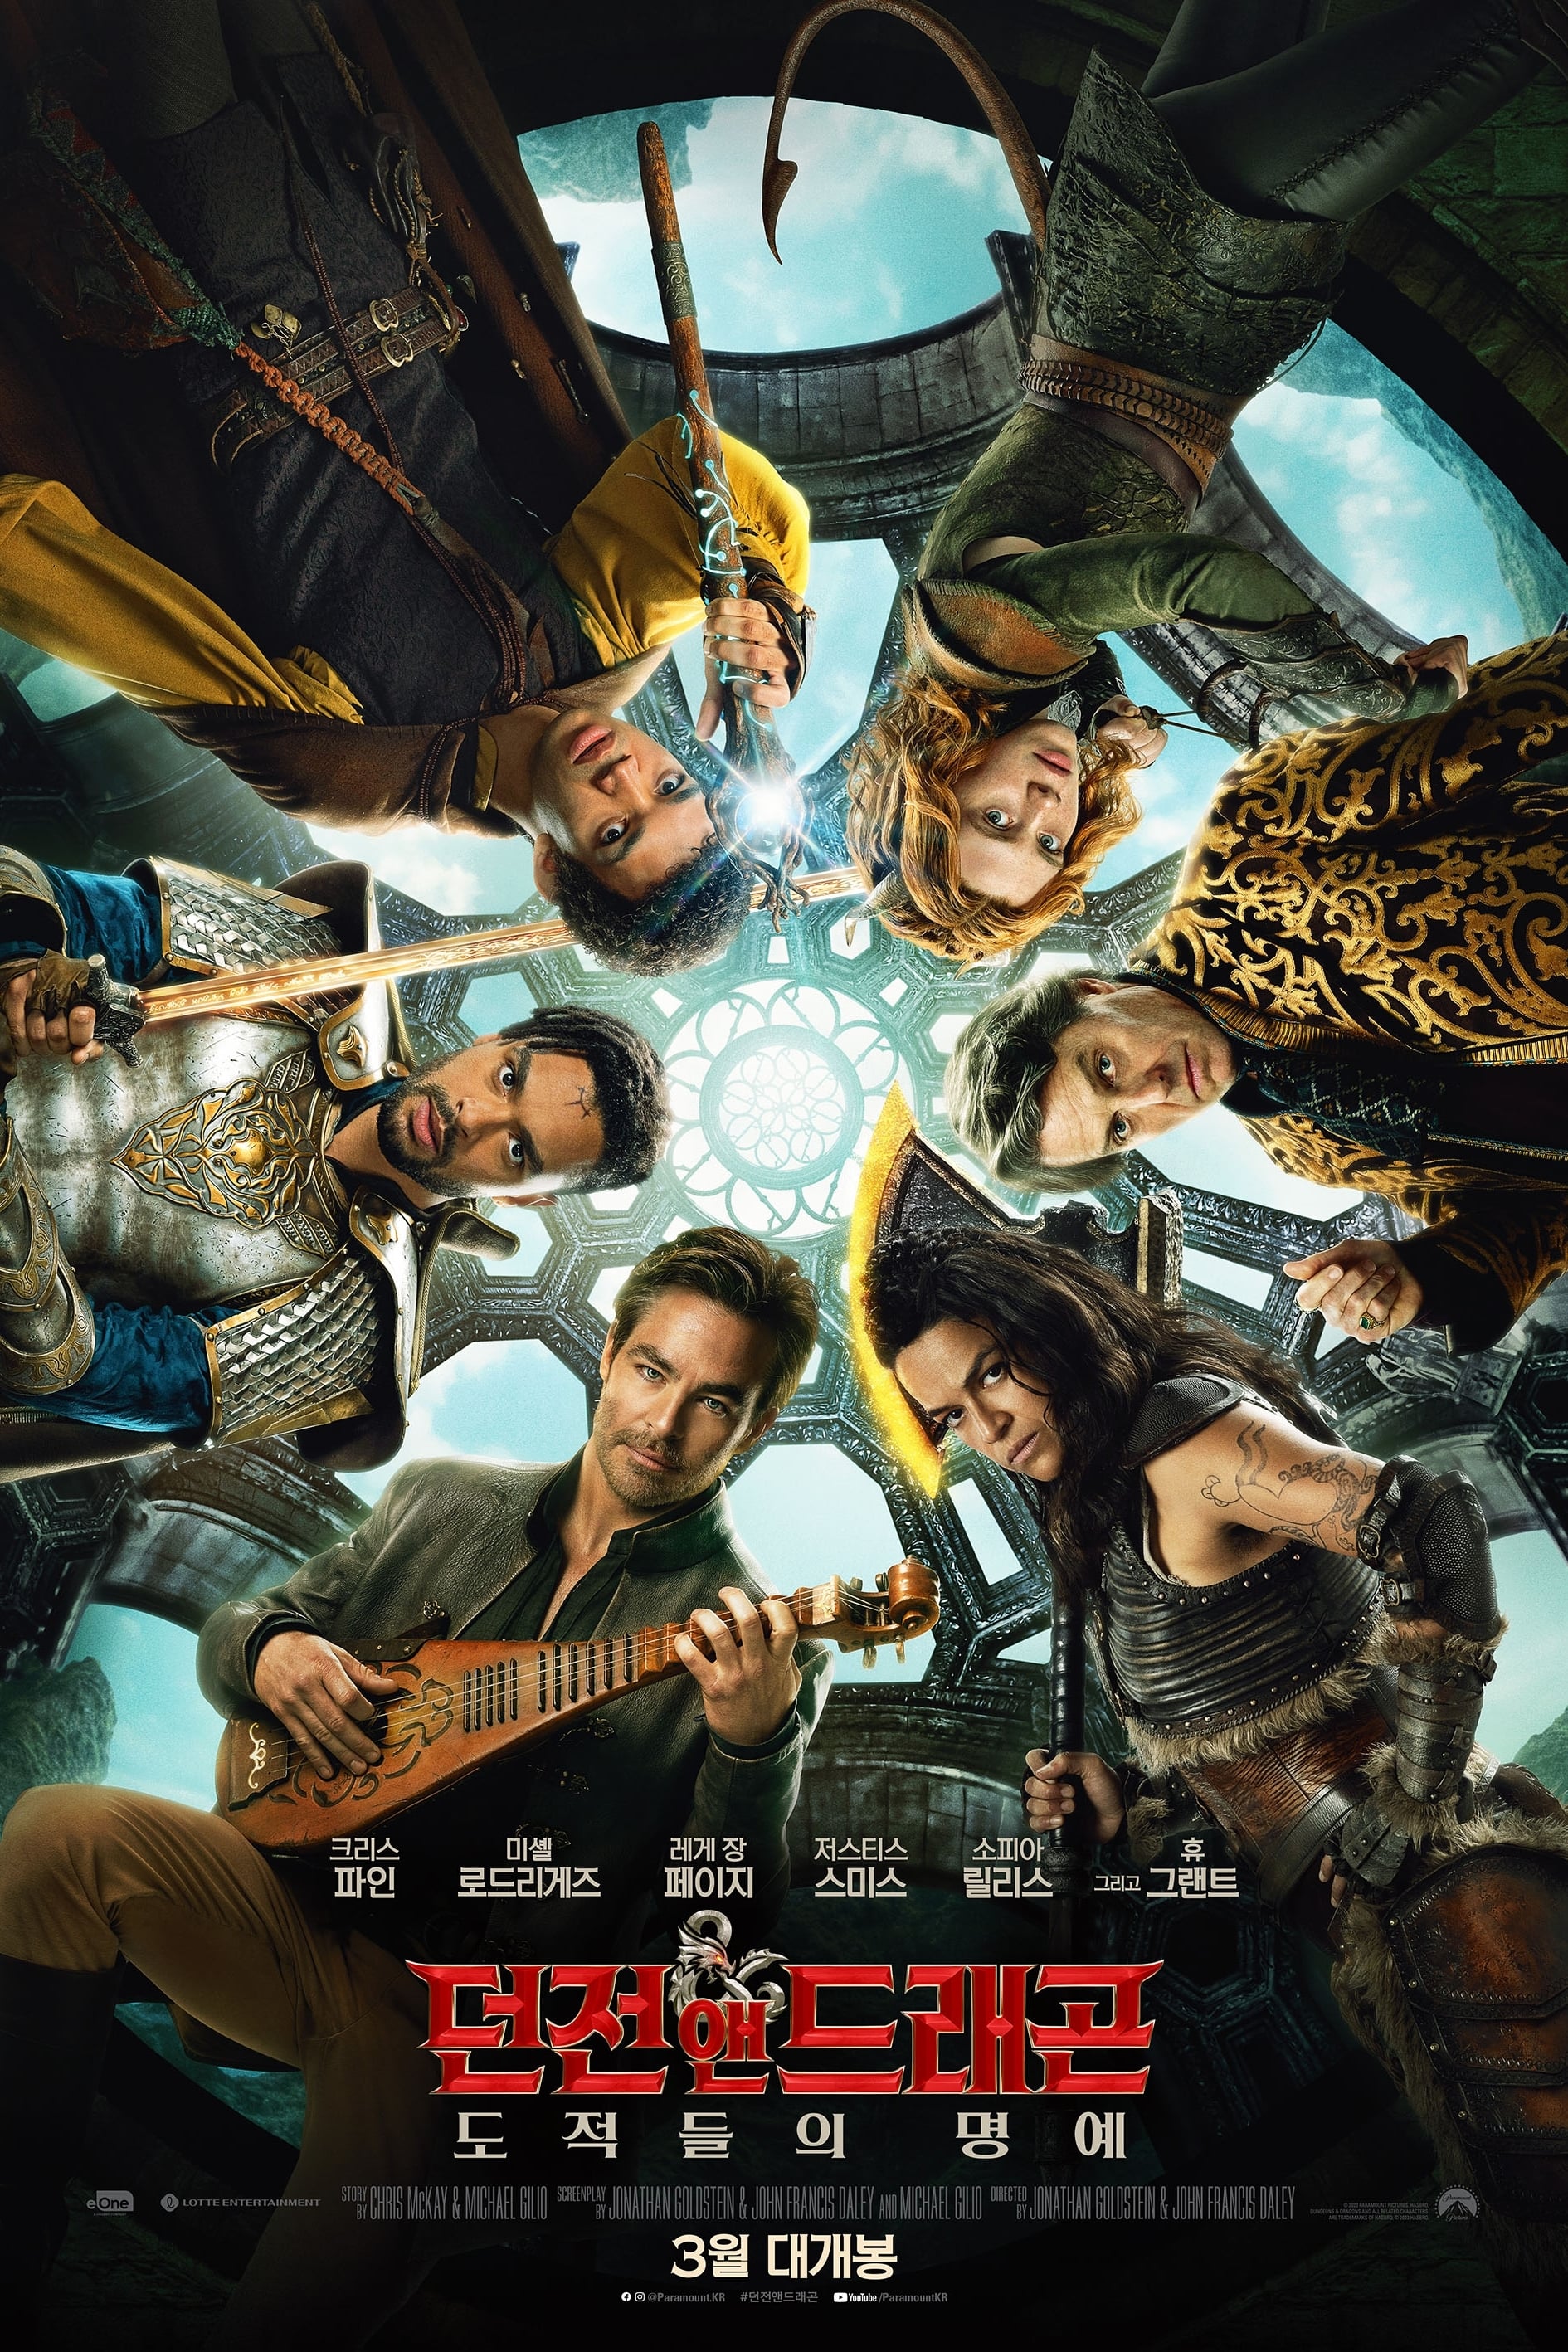 크리스 파인
미셸 로드리게즈
레게 장 페이지
저스티스 스미스
소피아 릴리스
그리고 휴 그랜트
던전앤드래곤
도적들의 명예
eOne
LOTTE ENTERTAINMENT
STORY BY CHRIS McKAY & MICHAEL GILIO SCREENPLAY BY JONATHAN GOLDSTEIN & JOHN FRANCIS DALEY AND MICHAEL GILIO DIRECTED BY JONATHAN GOLDSTEIN & JOHN FRANCIS DALEY
Paramount
3월 대개봉
@Paramount.KR #던전앤드래곤 YouTube /ParamountKR